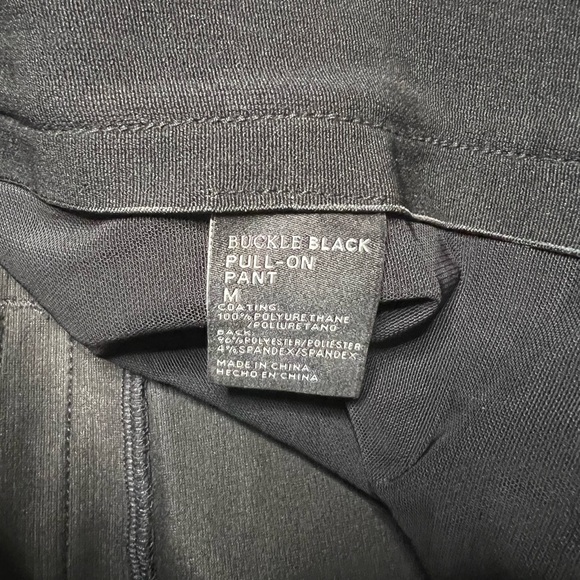 BUCKLE BLACK
PULL-ON
PANT
M
COATING:
100% POLYURETHANE
/POLIURETANO
BACK:
96%POLYESTER/POLIESTER
4%SPANDEX/SPANDEX
MADE IN CHINA
HECHO EN CHINA